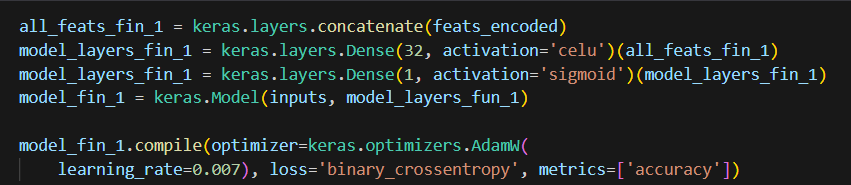 all_feats_fin_1 = keras.layers.concatenate(feats_encoded)
model_layers_fin_1 = keras.layers.Dense(32, activation='celu')(all_feats_fin_1)
model_layers_fin_1 = keras.layers.Dense(1, activation='sigmoid')(model_layers_fin_1)
model_fin_1 = keras.Model(inputs, model_layers_fun_1)

model_fin_1.compile(optimizer=keras.optimizers.AdamW(
    learning_rate=0.007), loss='binary_crossentropy', metrics=['accuracy'])